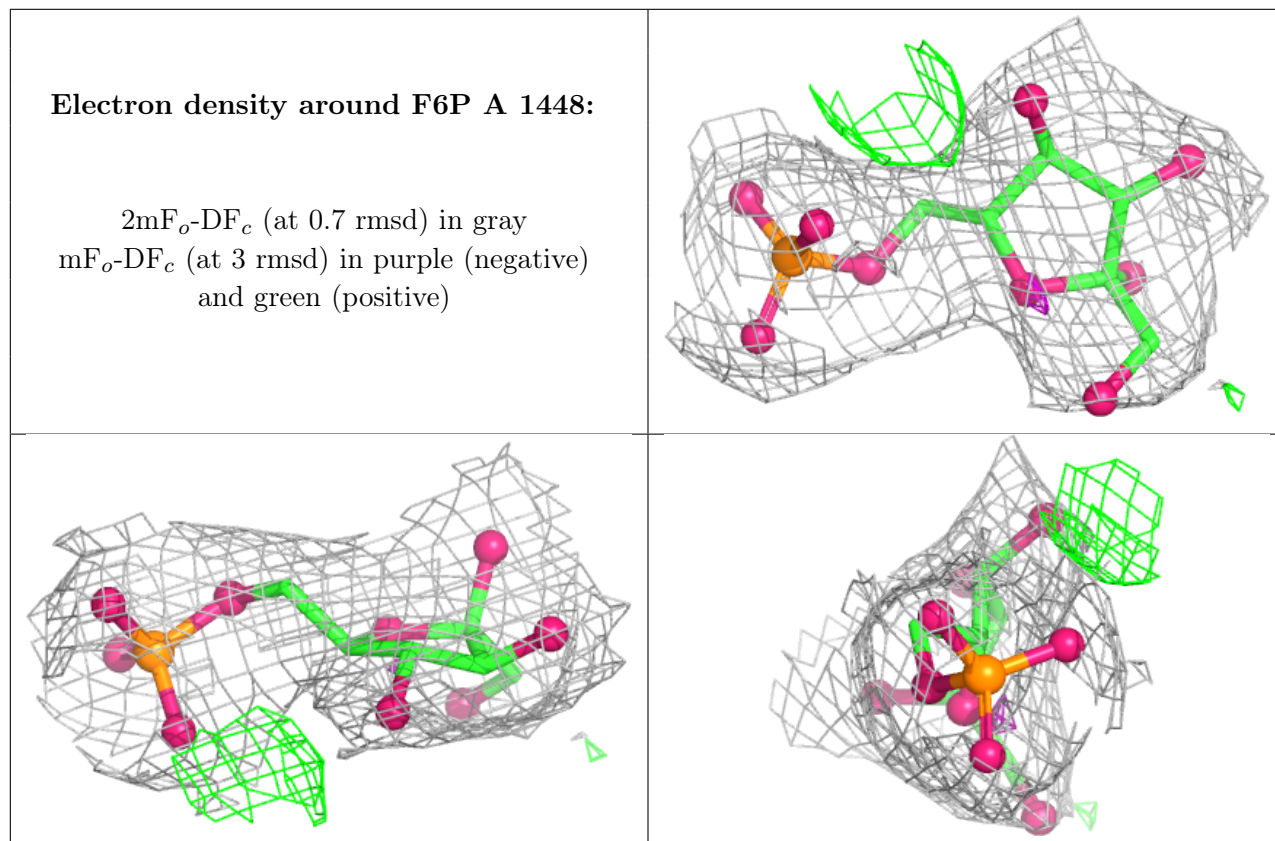 Electron density around F6P A 1448:
2mFₒ-DF𝒸 (at 0.7 rmsd) in gray
mFₒ-DF𝒸 (at 3 rmsd) in purple (negative)
and green (positive)